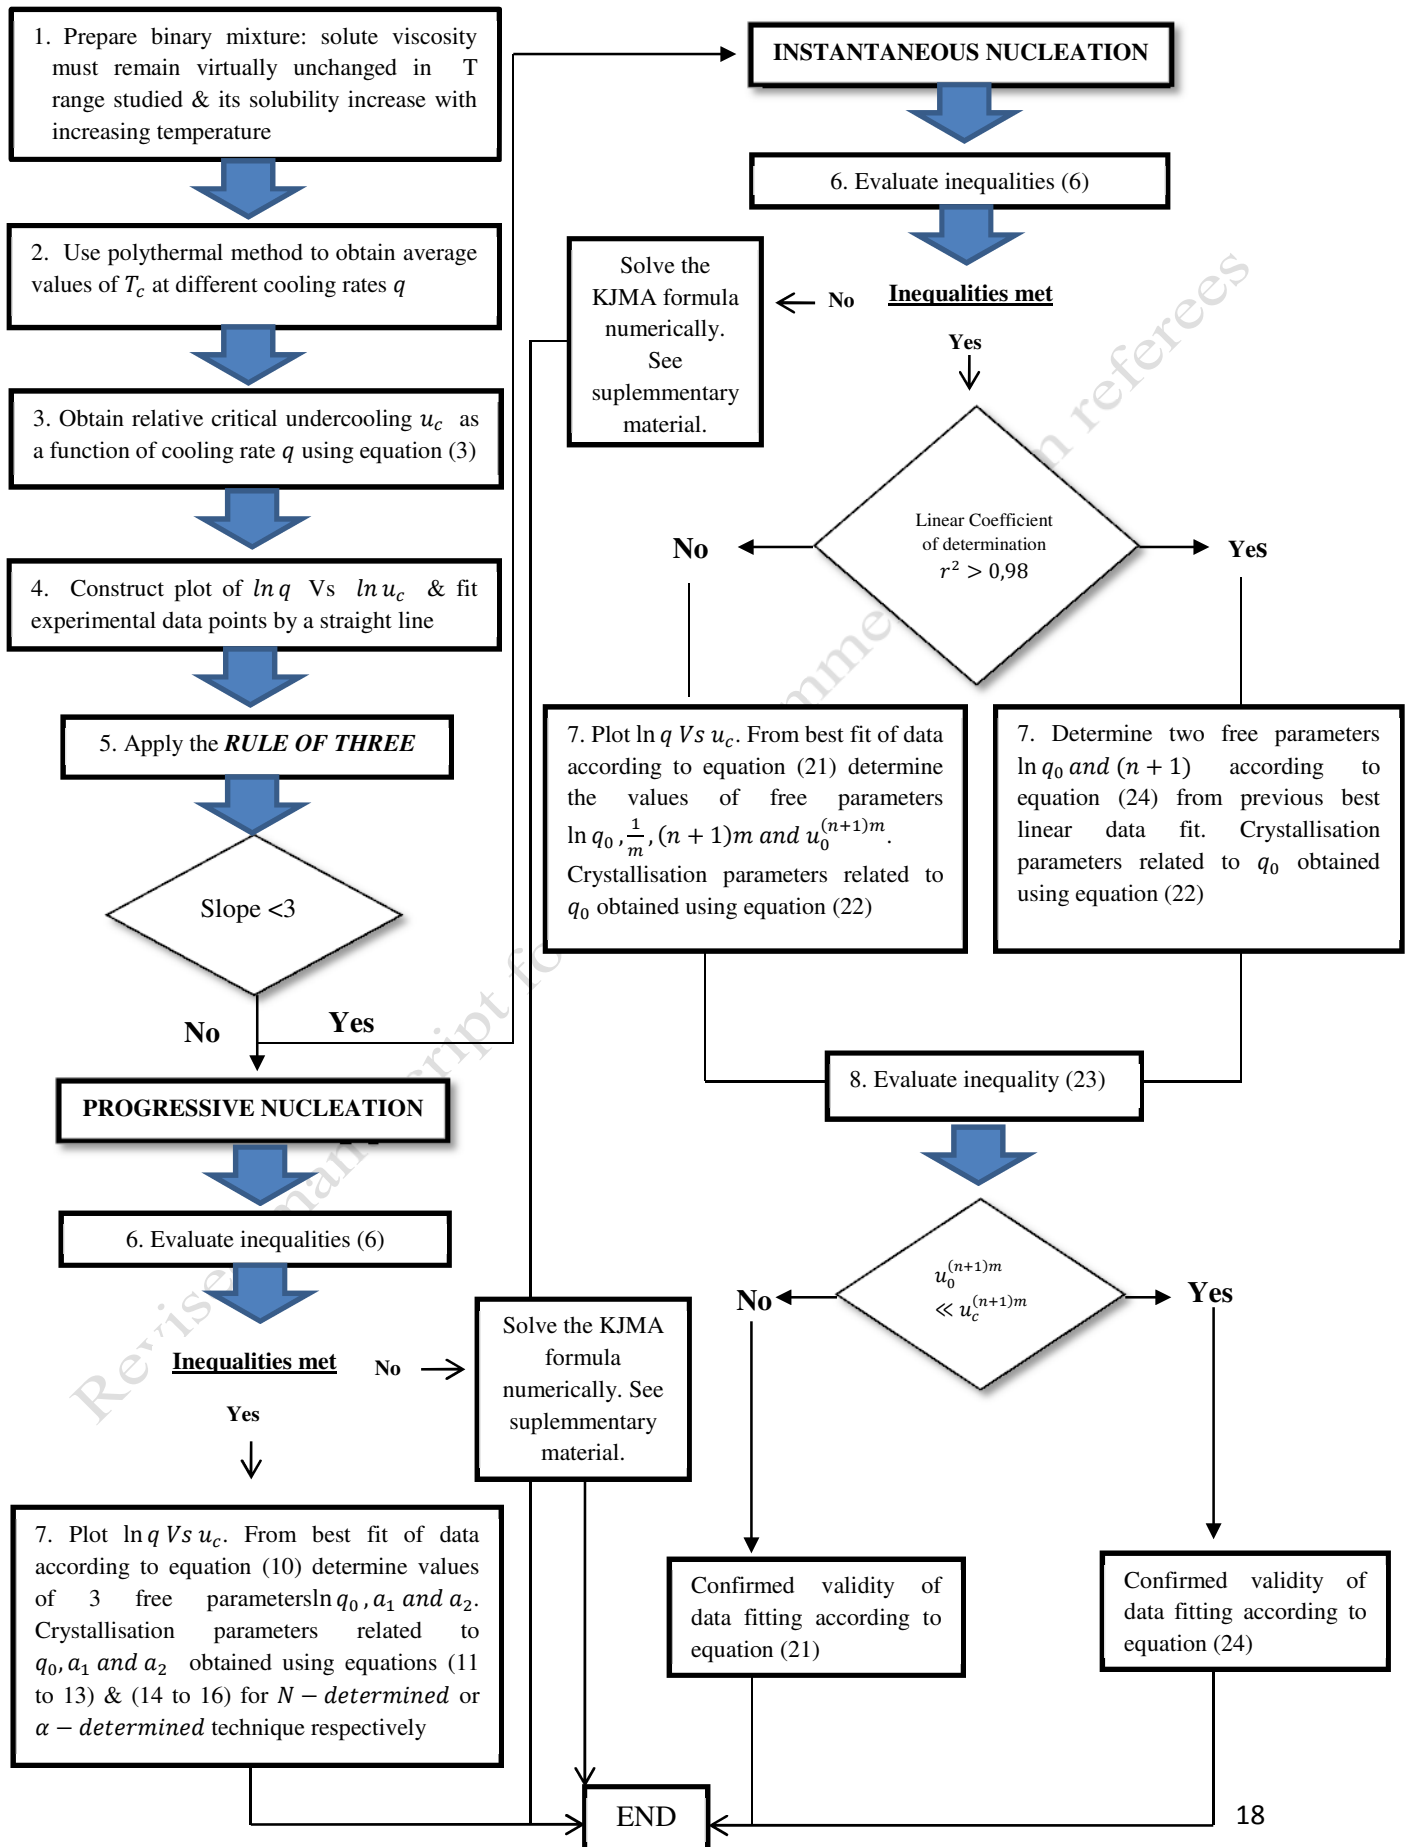 1. Prepare binary mixture: solute viscosity
must remain virtually unchanged in T
range studied & its solubility increase with
increasing temperature
2. Use polythermal method to obtain average
values of T_c at different cooling rates q
3. Obtain relative critical undercooling u_c as
a function of cooling rate q using equation (3)
4. Construct plot of ln q Vs ln u_c & fit
experimental data points by a straight line
5. Apply the RULE OF THREE
Slope <3
No
Yes
PROGRESSIVE NUCLEATION
6. Evaluate inequalities (6)
Inequalities met
No
Yes
Solve the KJMA
formula
numerically. See
suplemmentary
material.
7. Plot ln q Vs u_c. From best fit of data
according to equation (10) determine values
of 3 free parametersln q_0, a_1 and a_2.
Crystallisation parameters related to
q_0, a_1 and a_2 obtained using equations (11
to 13) & (14 to 16) for N − determined or
α − determined technique respectively
INSTANTANEOUS NUCLEATION
6. Evaluate inequalities (6)
Inequalities met
No
Yes
Solve the
KJMA formula
numerically.
See
suplemmentary
material.
Linear Coefficient
of determination
r² > 0,98
No
Yes
7. Plot ln q Vs u_c. From best fit of data
according to equation (21) determine
the values of free parameters
ln q_0, 1/m, (n + 1)m and u_0^{(n+1)m}.
Crystallisation parameters related to
q_0 obtained using equation (22)
7. Determine two free parameters
ln q_0 and (n + 1) according to
equation (24) from previous best
linear data fit. Crystallisation
parameters related to q_0 obtained
using equation (22)
8. Evaluate inequality (23)
u_0^{(n+1)m}
≪ u_c^{(n+1)m}
No
Yes
Confirmed validity of
data fitting according to
equation (21)
Confirmed validity of
data fitting according to
equation (24)
END
18
referees